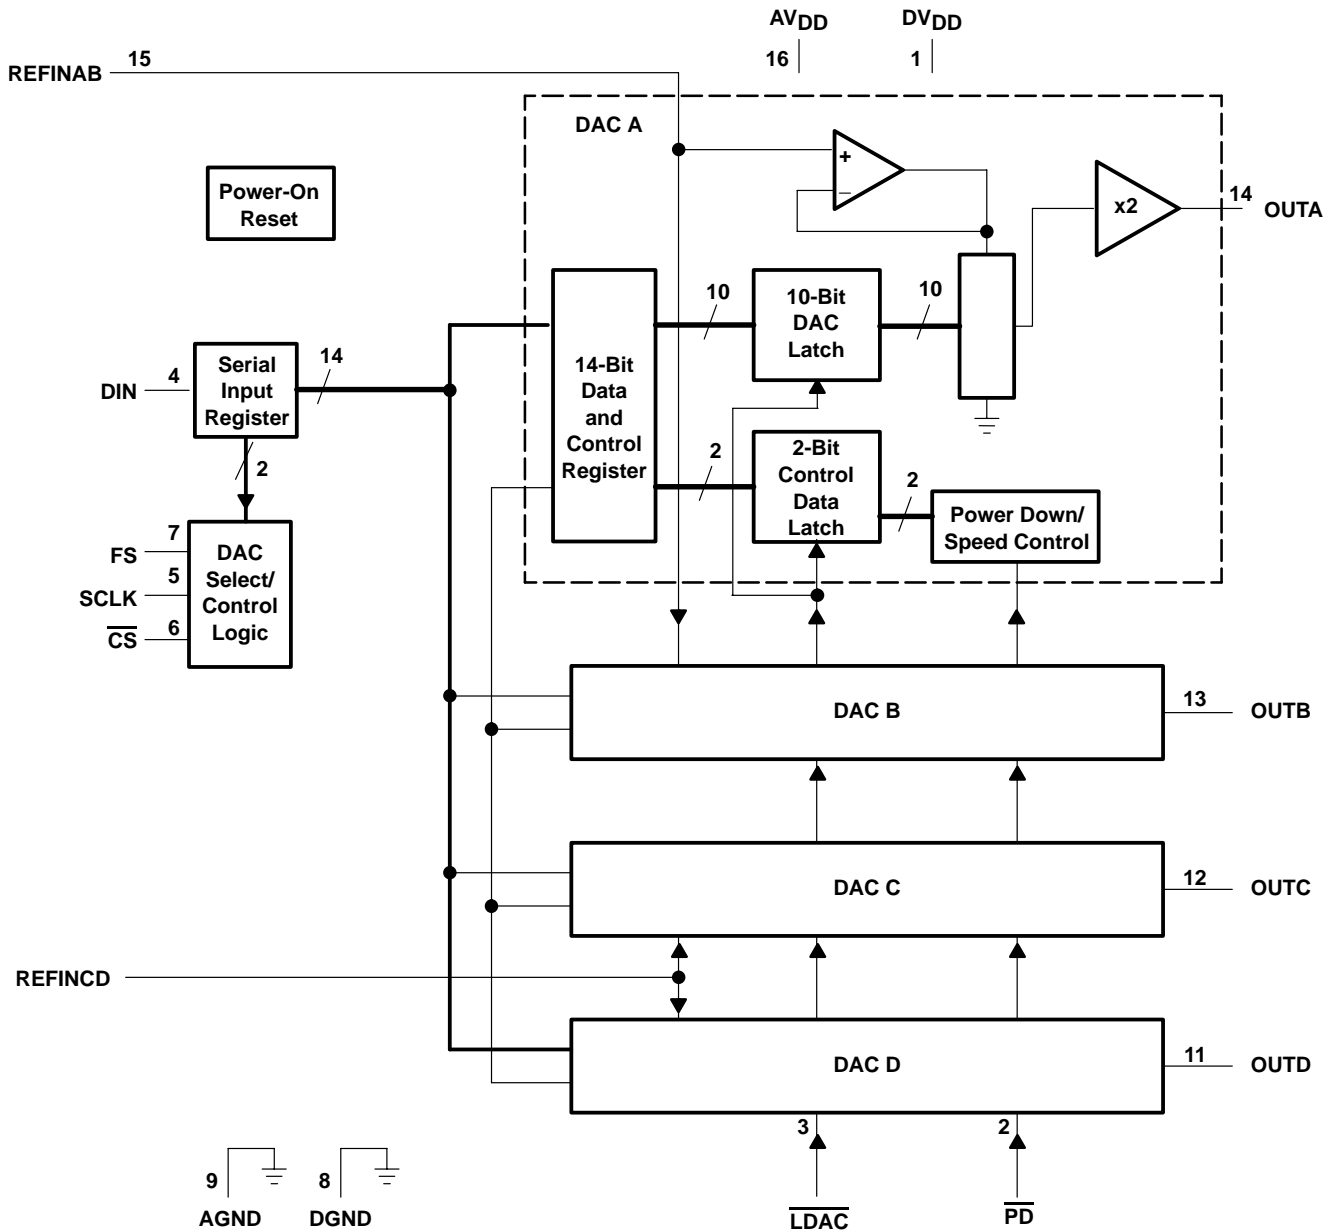 AVDD
DVDD
16
1
REFINAB
15
DAC A
+
−
x2
14
OUTA
Power-On
Reset
10
10-Bit
DAC
Latch
10
DIN
4
Serial
Input
Register
14
14-Bit
Data
and
Control
Register
2
2
2-Bit
Control
Data
Latch
2
Power Down/
Speed Control
FS
7
SCLK
5
CS
6
DAC
Select/
Control
Logic
DAC B
13
OUTB
DAC C
12
OUTC
REFINCD
DAC D
11
OUTD
3
2
9
AGND
8
DGND
LDAC
PD